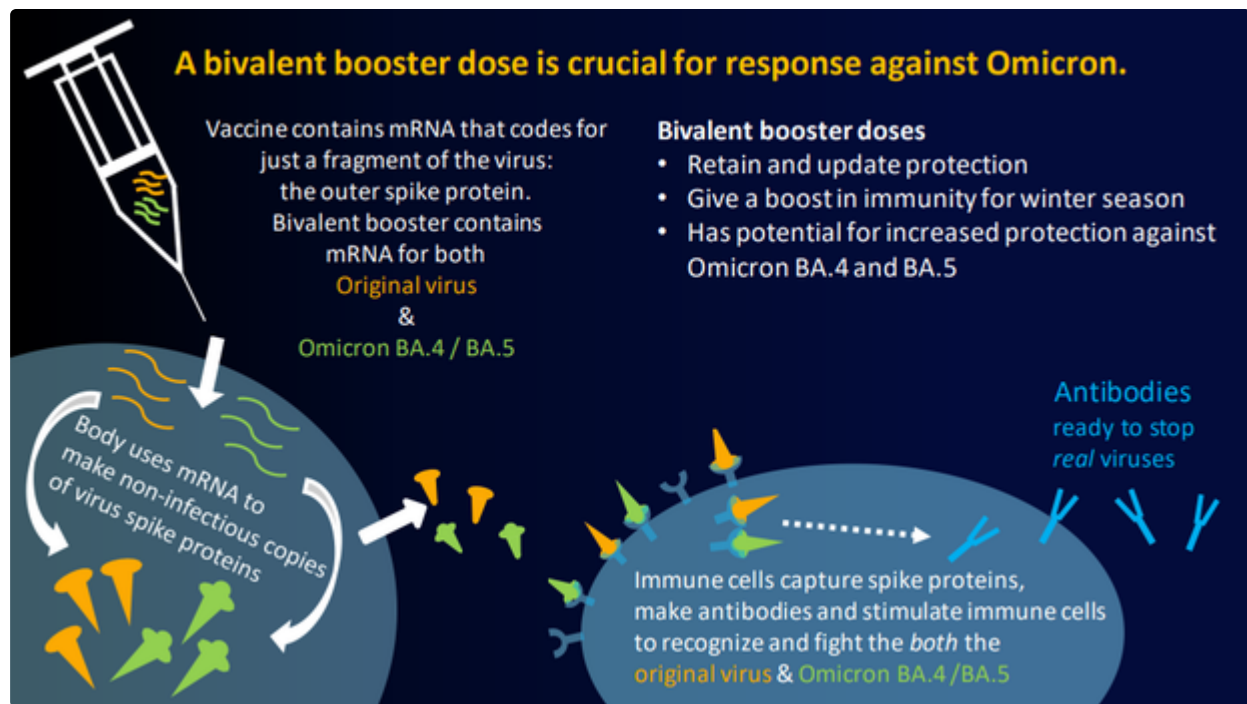 A bivalent booster dose is crucial for response against Omicron.
Vaccine contains mRNA that codes for
just a fragment of the virus:
the outer spike protein.
Bivalent booster contains
mRNA for both
Original virus
&
Omicron BA.4 / BA.5
Bivalent booster doses
• Retain and update protection
• Give a boost in immunity for winter season
• Has potential for increased protection against
Omicron BA.4 and BA.5
Body uses mRNA to
make non-infectious copies
of virus spike proteins
Antibodies
ready to stop
real viruses
Immune cells capture spike proteins,
make antibodies and stimulate immune cells
to recognize and fight the both the
original virus & Omicron BA.4 /BA.5